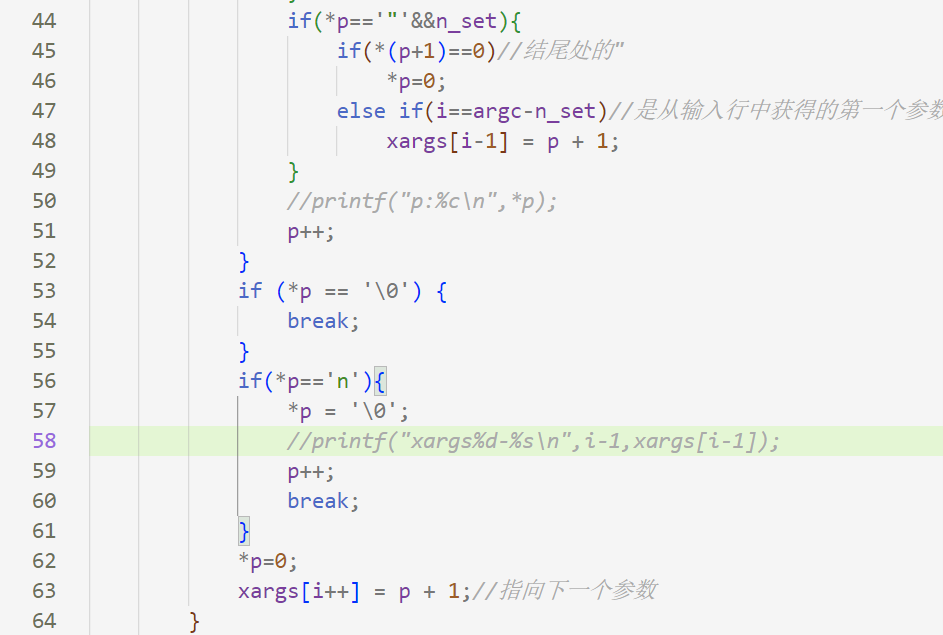 44 if(*p=='"'&&n_set){
45 if(*(p+1)==0)//结尾处的"
46 *p=0;
47 else if(i==argc-n_set)//是从输入行中获得的第一个参数
48 xargs[i-1] = p + 1;
49 }
50 //printf("p:%c\n",*p);
51 p++;
52 }
53 if (*p == '\0') {
54 break;
55 }
56 if(*p=='n'){
57 *p = '\0';
58 //printf("xargs%d-%s\n",i-1,xargs[i-1]);
59 p++;
60 break;
61 }
62 *p=0;
63 xargs[i++] = p + 1;//指向下一个参数
64 }